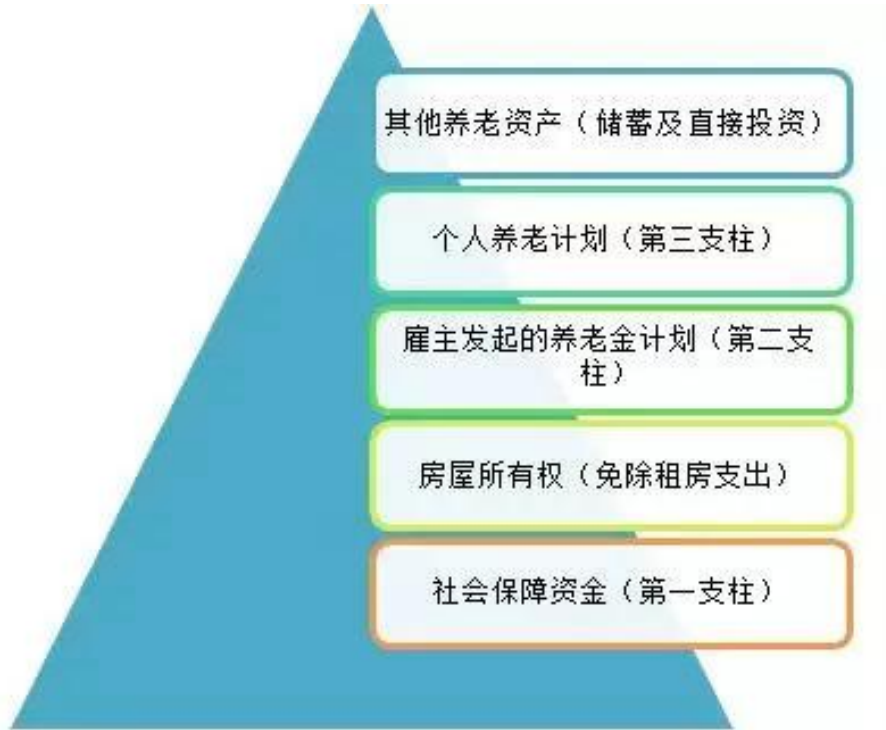 其他养老资产（储蓄及直接投资）
个人养老计划（第三支柱）
雇主发起的养老金计划（第二支
柱）
房屋所有权（免除租房支出）
社会保障资金（第一支柱）